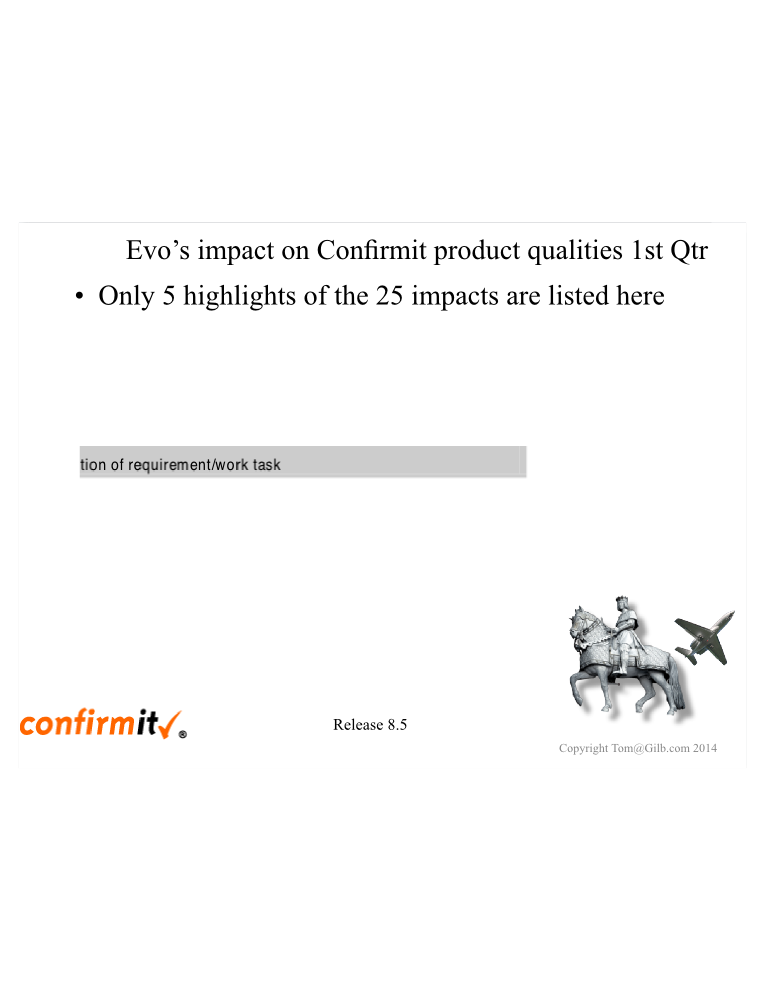 Evo’s impact on Confirmit product qualities 1st Qtr
• Only 5 highlights of the 25 impacts are listed here
tion of requirement/work task
confirmit ®
Release 8.5
Copyright Tom@Gilb.com 2014